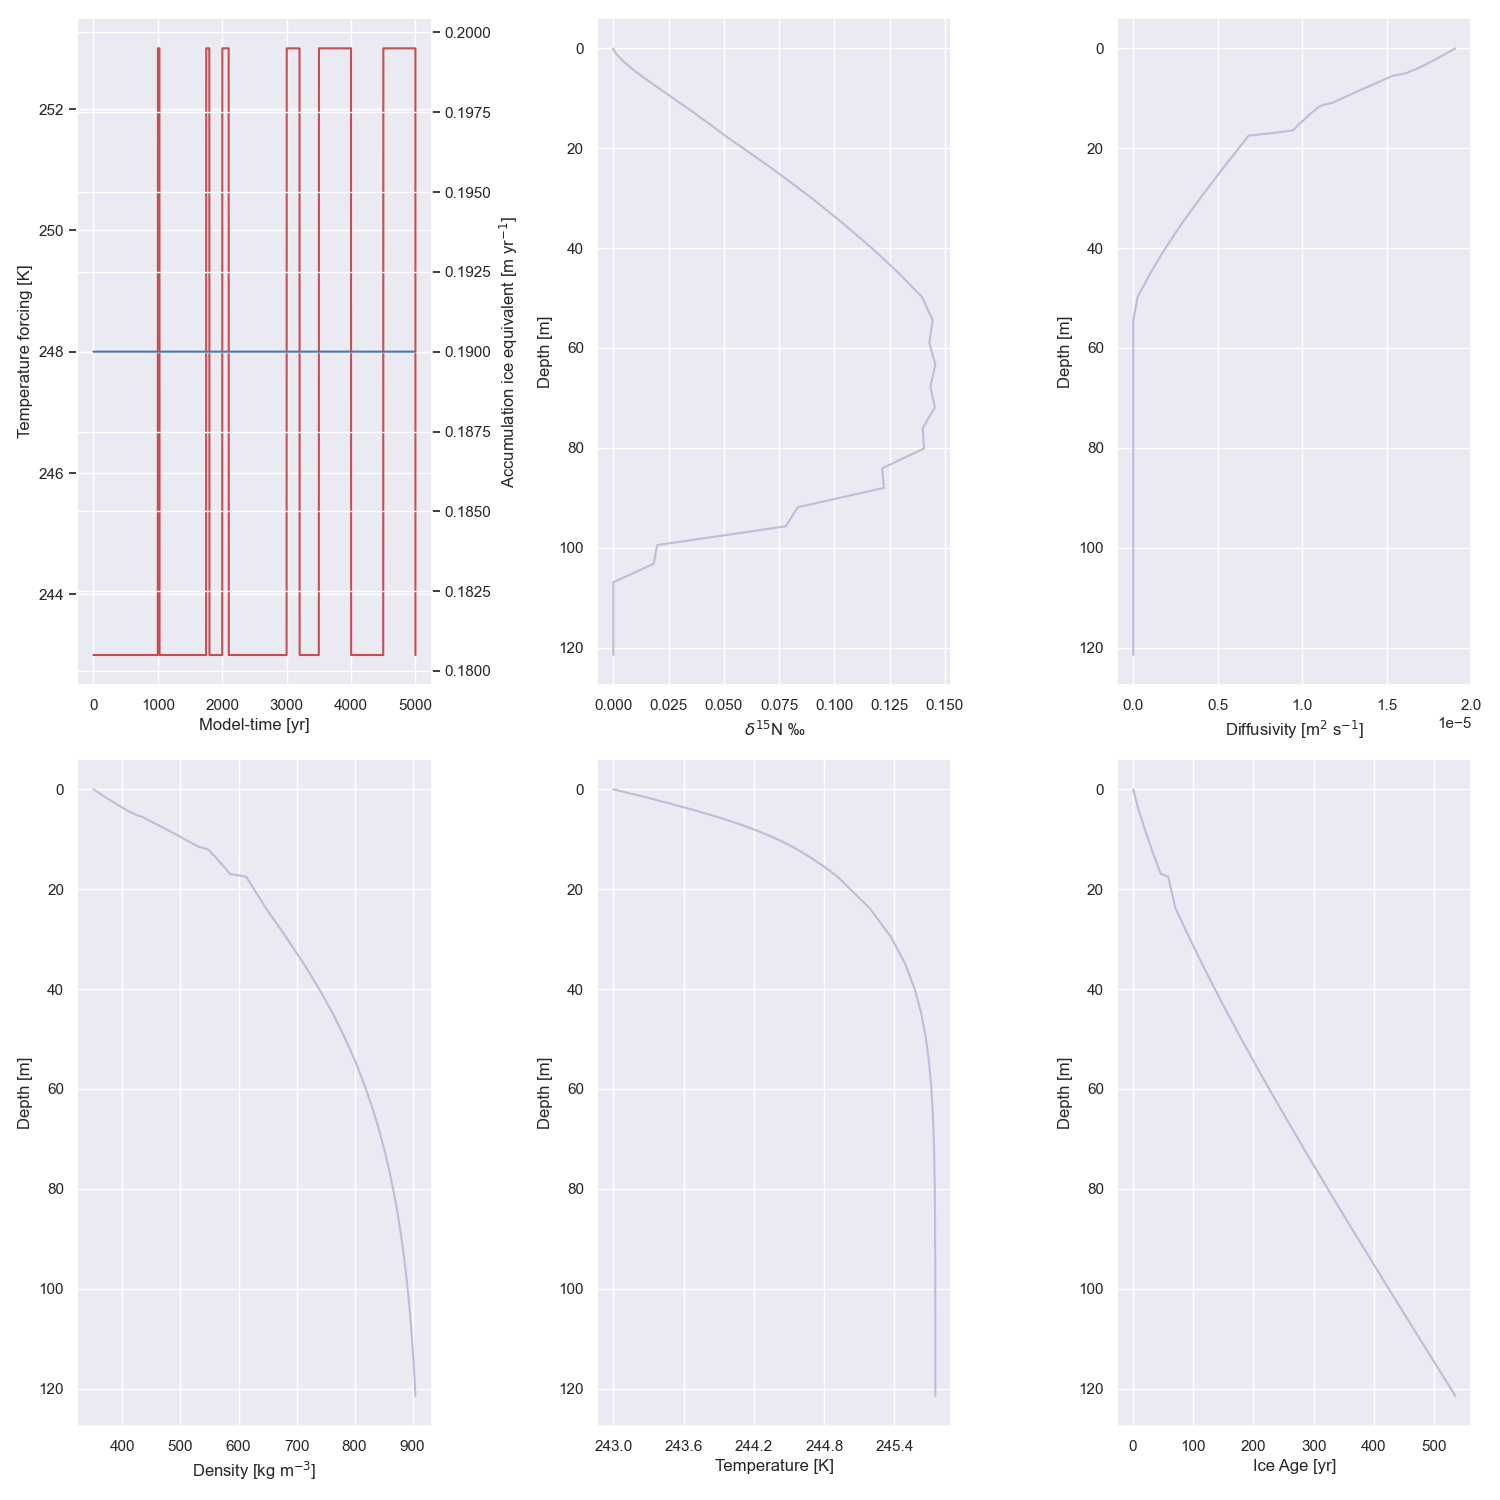 252
250
248
246
244
Temperature forcing [K]
0 1000 2000 3000 4000 5000
Model-time [yr]
0.2000
0.1975
0.1950
0.1925
0.1900
0.1875
0.1850
0.1825
0.1800
Accumulation ice equivalent [m yr⁻¹]
0
20
40
60
80
100
120
Depth [m]
0.000 0.025 0.050 0.075 0.100 0.125 0.150
δ¹⁵N ‰
0
20
40
60
80
100
120
Depth [m]
0.0 0.5 1.0 1.5 2.0
1e−5
Diffusivity [m² s⁻¹]
0
20
40
60
80
100
120
Depth [m]
400 500 600 700 800 900
Density [kg m⁻³]
0
20
40
60
80
100
120
Depth [m]
243.0 243.6 244.2 244.8 245.4
Temperature [K]
0
20
40
60
80
100
120
Depth [m]
0 100 200 300 400 500
Ice Age [yr]